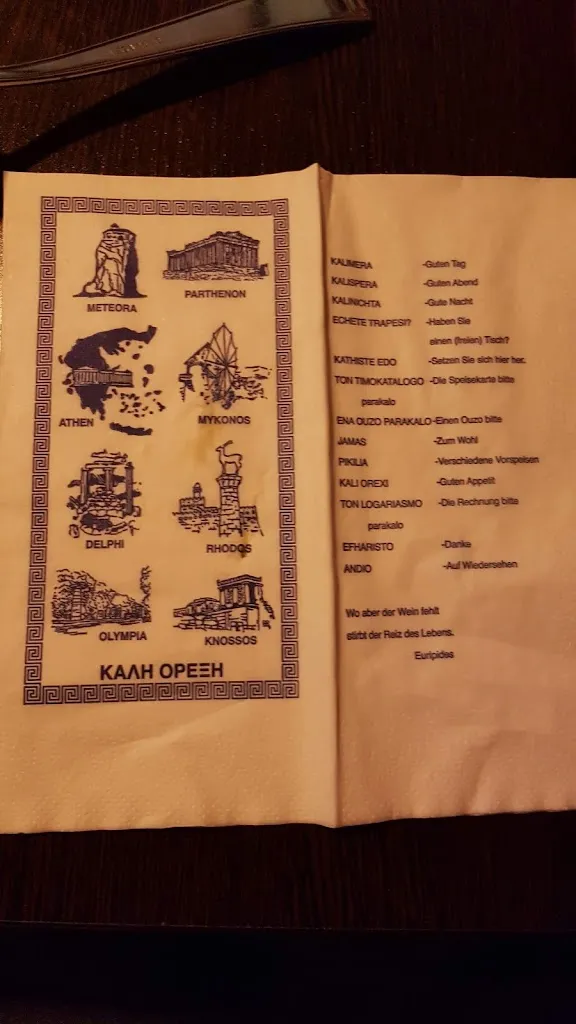 METEORA
PARTHENON
ATHEN
MYKONOS
DELPHI
RHODOS
OLYMPIA
KNOSSOS
ΚΑΛΗ ΟΡΕΞΗ
KALIMERA -Guten Tag
KALISPERA -Guten Abend
KALINICHTA -Gute Nacht
ECHETE TRAPESI? -Haben Sie
einen (freien) Tisch?
KATHISTE EDO -Setzen Sie sich hier her.
TON TIMOKATALOGO -Die Speisekarte bitte
parakalo
ENA OUZO PARAKALO -Einen Ouzo bitte
JAMAS -Zum Wohl
PIKILIA -Verschiedene Vorspeisen
KALI OREXI -Guten Appetit
TON LOGARIASMO -Die Rechnung bitte
parakalo
EFHARISTO -Danke
ANDIO -Auf Wiedersehen
Wo aber der Wein fehlt
stirbt der Reiz des Lebens.
Euripides